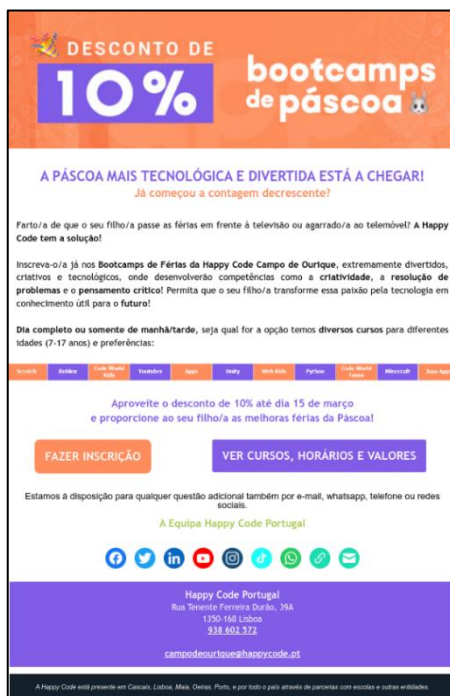 DESCONTO DE
10%
bootcamps
de páscoa
A PÁSCOA MAIS TECNOLÓGICA E DIVERTIDA ESTÁ A CHEGAR!
Já começou a contagem decrescente?
Farto/a de que o seu filho/a passe as férias em frente à televisão ou agarrado/a ao telemóvel? A Happy
Code tem a solução!
Inscreva-o/a já nos Bootcamps de Férias da Happy Code Campo de Ourique, extremamente divertidos,
criativos e tecnológicos, onde desenvolverão competências como a criatividade, a resolução de
problemas e o pensamento crítico! Permita que o seu filho/a transforme essa paixão pela tecnologia em
conhecimento útil para o futuro!
Dia completo ou somente de manhã/tarde, seja qual for a opção temos diversos cursos para diferentes
idades (7-17 anos) e preferências:
Scratch Roblox Code World Kids Youtuber Apps Unity Web Kids Python Code World Teens Minecraft Apps
Aproveite o desconto de 10% até dia 15 de março
e proporcione ao seu filho/a as melhoras férias da Páscoa!
FAZER INSCRIÇÃO
VER CURSOS, HORÁRIOS E VALORES
Estamos à disposição para qualquer questão adicional também por e-mail, whatsapp, telefone ou redes
sociais.
A Equipa Happy Code Portugal
Happy Code Portugal
Rua Tenente Ferreira Durão, 39A
1350-168 Lisboa
938 602 572
campodeourique@happycode.pt
A Happy Code está presente em Cascais, Lisboa, Maia, Oeiras, Porto, e por todo o país através de parcerias com escolas e outras entidades.